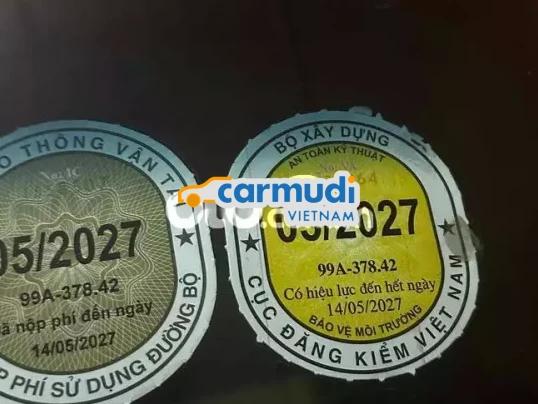 THÔNG VẬN
05/2027
99A-378.42
nộp phí đến ngày
14/05/2027
PHÍ SỬ DỤNG ĐƯỜNG BỘ
BỘ XÂY DỰNG
AN TOÀN KỸ THUẬT
carmudi
VIETNAM
05/2027
99A-378.42
Có hiệu lực đến hết ngày
14/05/2027
BẢO VỆ MÔI TRƯỜNG
CỤC ĐĂNG KIỂM VIỆT NAM